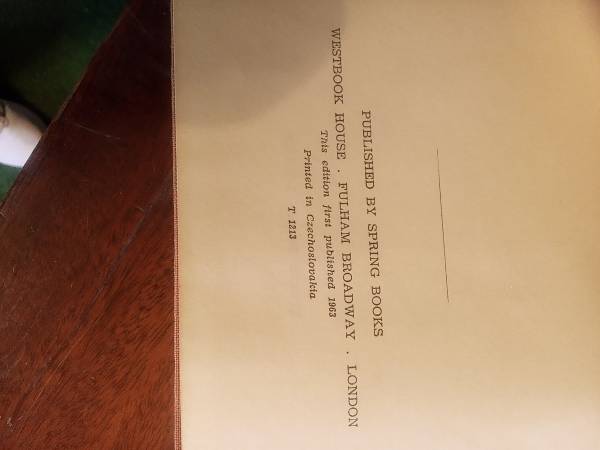 PUBLISHED BY SPRING BOOKS
WESTBOOK HOUSE . FULHAM BROADWAY . LONDON
This edition first published 1963
Printed in Czechoslovakia
T 1213